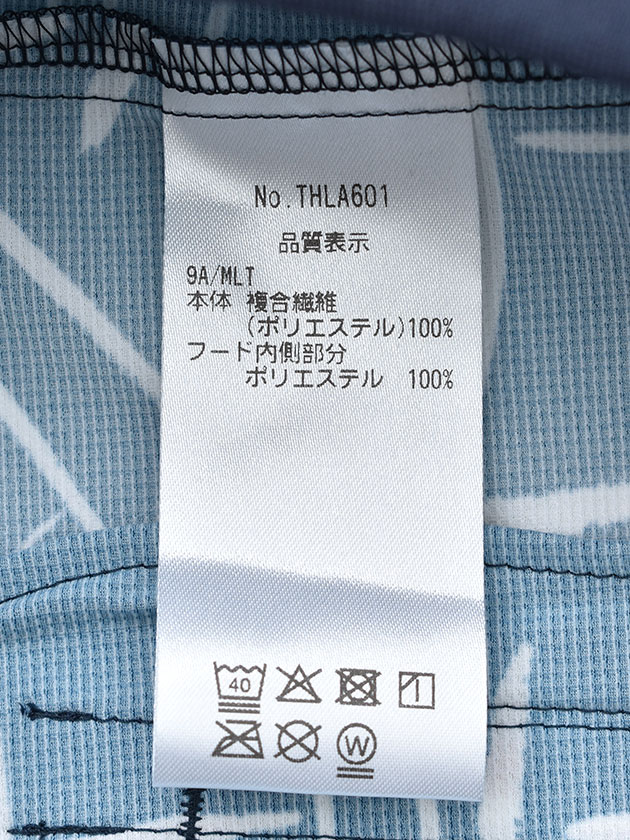 No.THLA601
品質表示
9A/MLT
本体 複合繊維
(ポリエステル)100%
フード内側部分
ポリエステル 100%
40
W